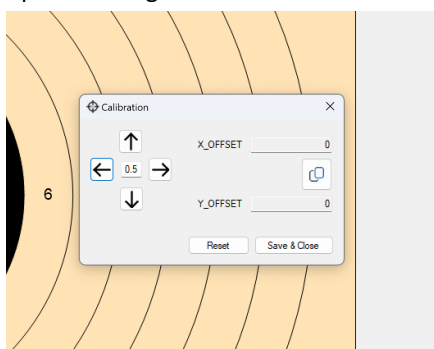 Calibration
X_OFFSET 0
0.5
6
Y_OFFSET 0
Reset Save & Close